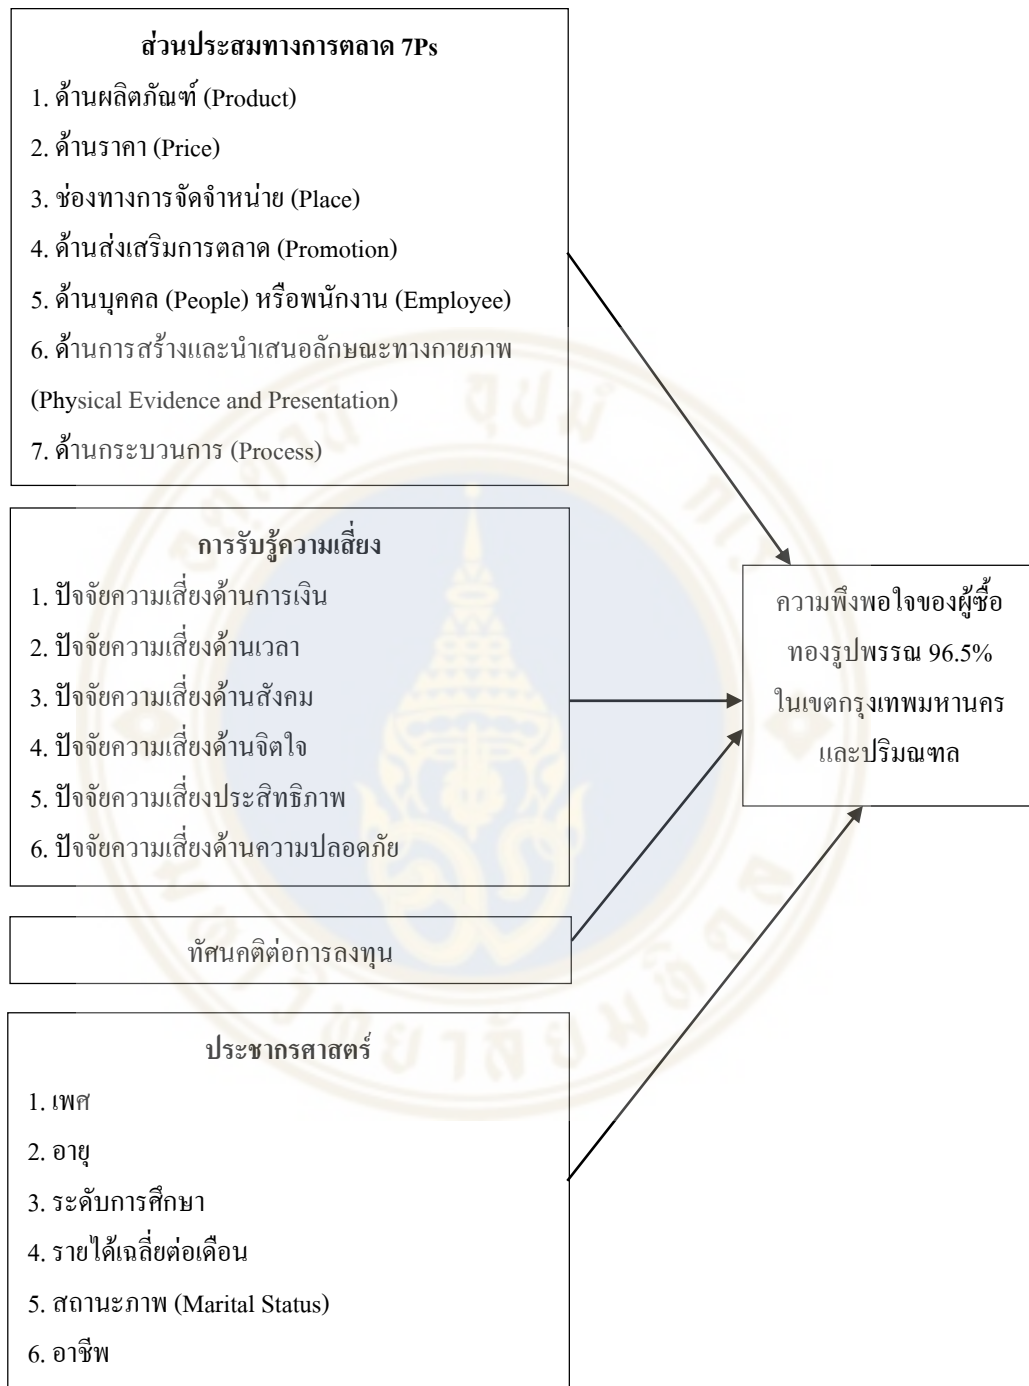 ส่วนประสมทางการตลาด 7Ps
1. ด้านผลิตภัณฑ์ (Product)
2. ด้านราคา (Price)
3. ช่องทางการจัดจำหน่าย (Place)
4. ด้านส่งเสริมการตลาด (Promotion)
5. ด้านบุคคล (People) หรือพนักงาน (Employee)
6. ด้านการสร้างและนำเสนอลักษณะทางกายภาพ
(Physical Evidence and Presentation)
7. ด้านกระบวนการ (Process)
การรับรู้ความเสี่ยง
1. ปัจจัยความเสี่ยงด้านการเงิน
2. ปัจจัยความเสี่ยงด้านเวลา
3. ปัจจัยความเสี่ยงด้านสังคม
4. ปัจจัยความเสี่ยงด้านจิตใจ
5. ปัจจัยความเสี่ยงประสิทธิภาพ
6. ปัจจัยความเสี่ยงด้านความปลอดภัย
ทัศนคติต่อการลงทุน
ประชากรศาสตร์
1. เพศ
2. อายุ
3. ระดับการศึกษา
4. รายได้เฉลี่ยต่อเดือน
5. สถานะภาพ (Marital Status)
6. อาชีพ
ความพึงพอใจของผู้ซื้อ
ทองรูปพรรณ 96.5%
ในเขตกรุงเทพมหานคร
และปริมณฑล
มหาวิทยาลัยมหิดล